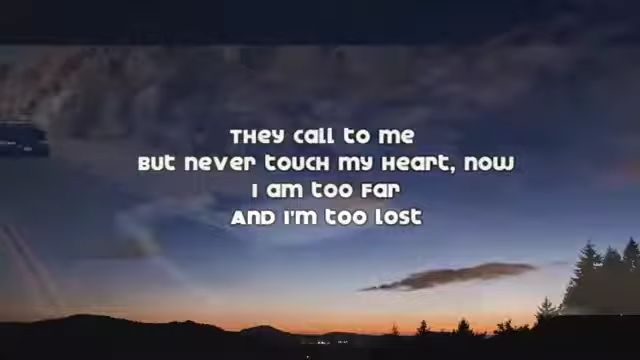 They call to me
But never touch my heart, now
I am too far
And I'm too lost